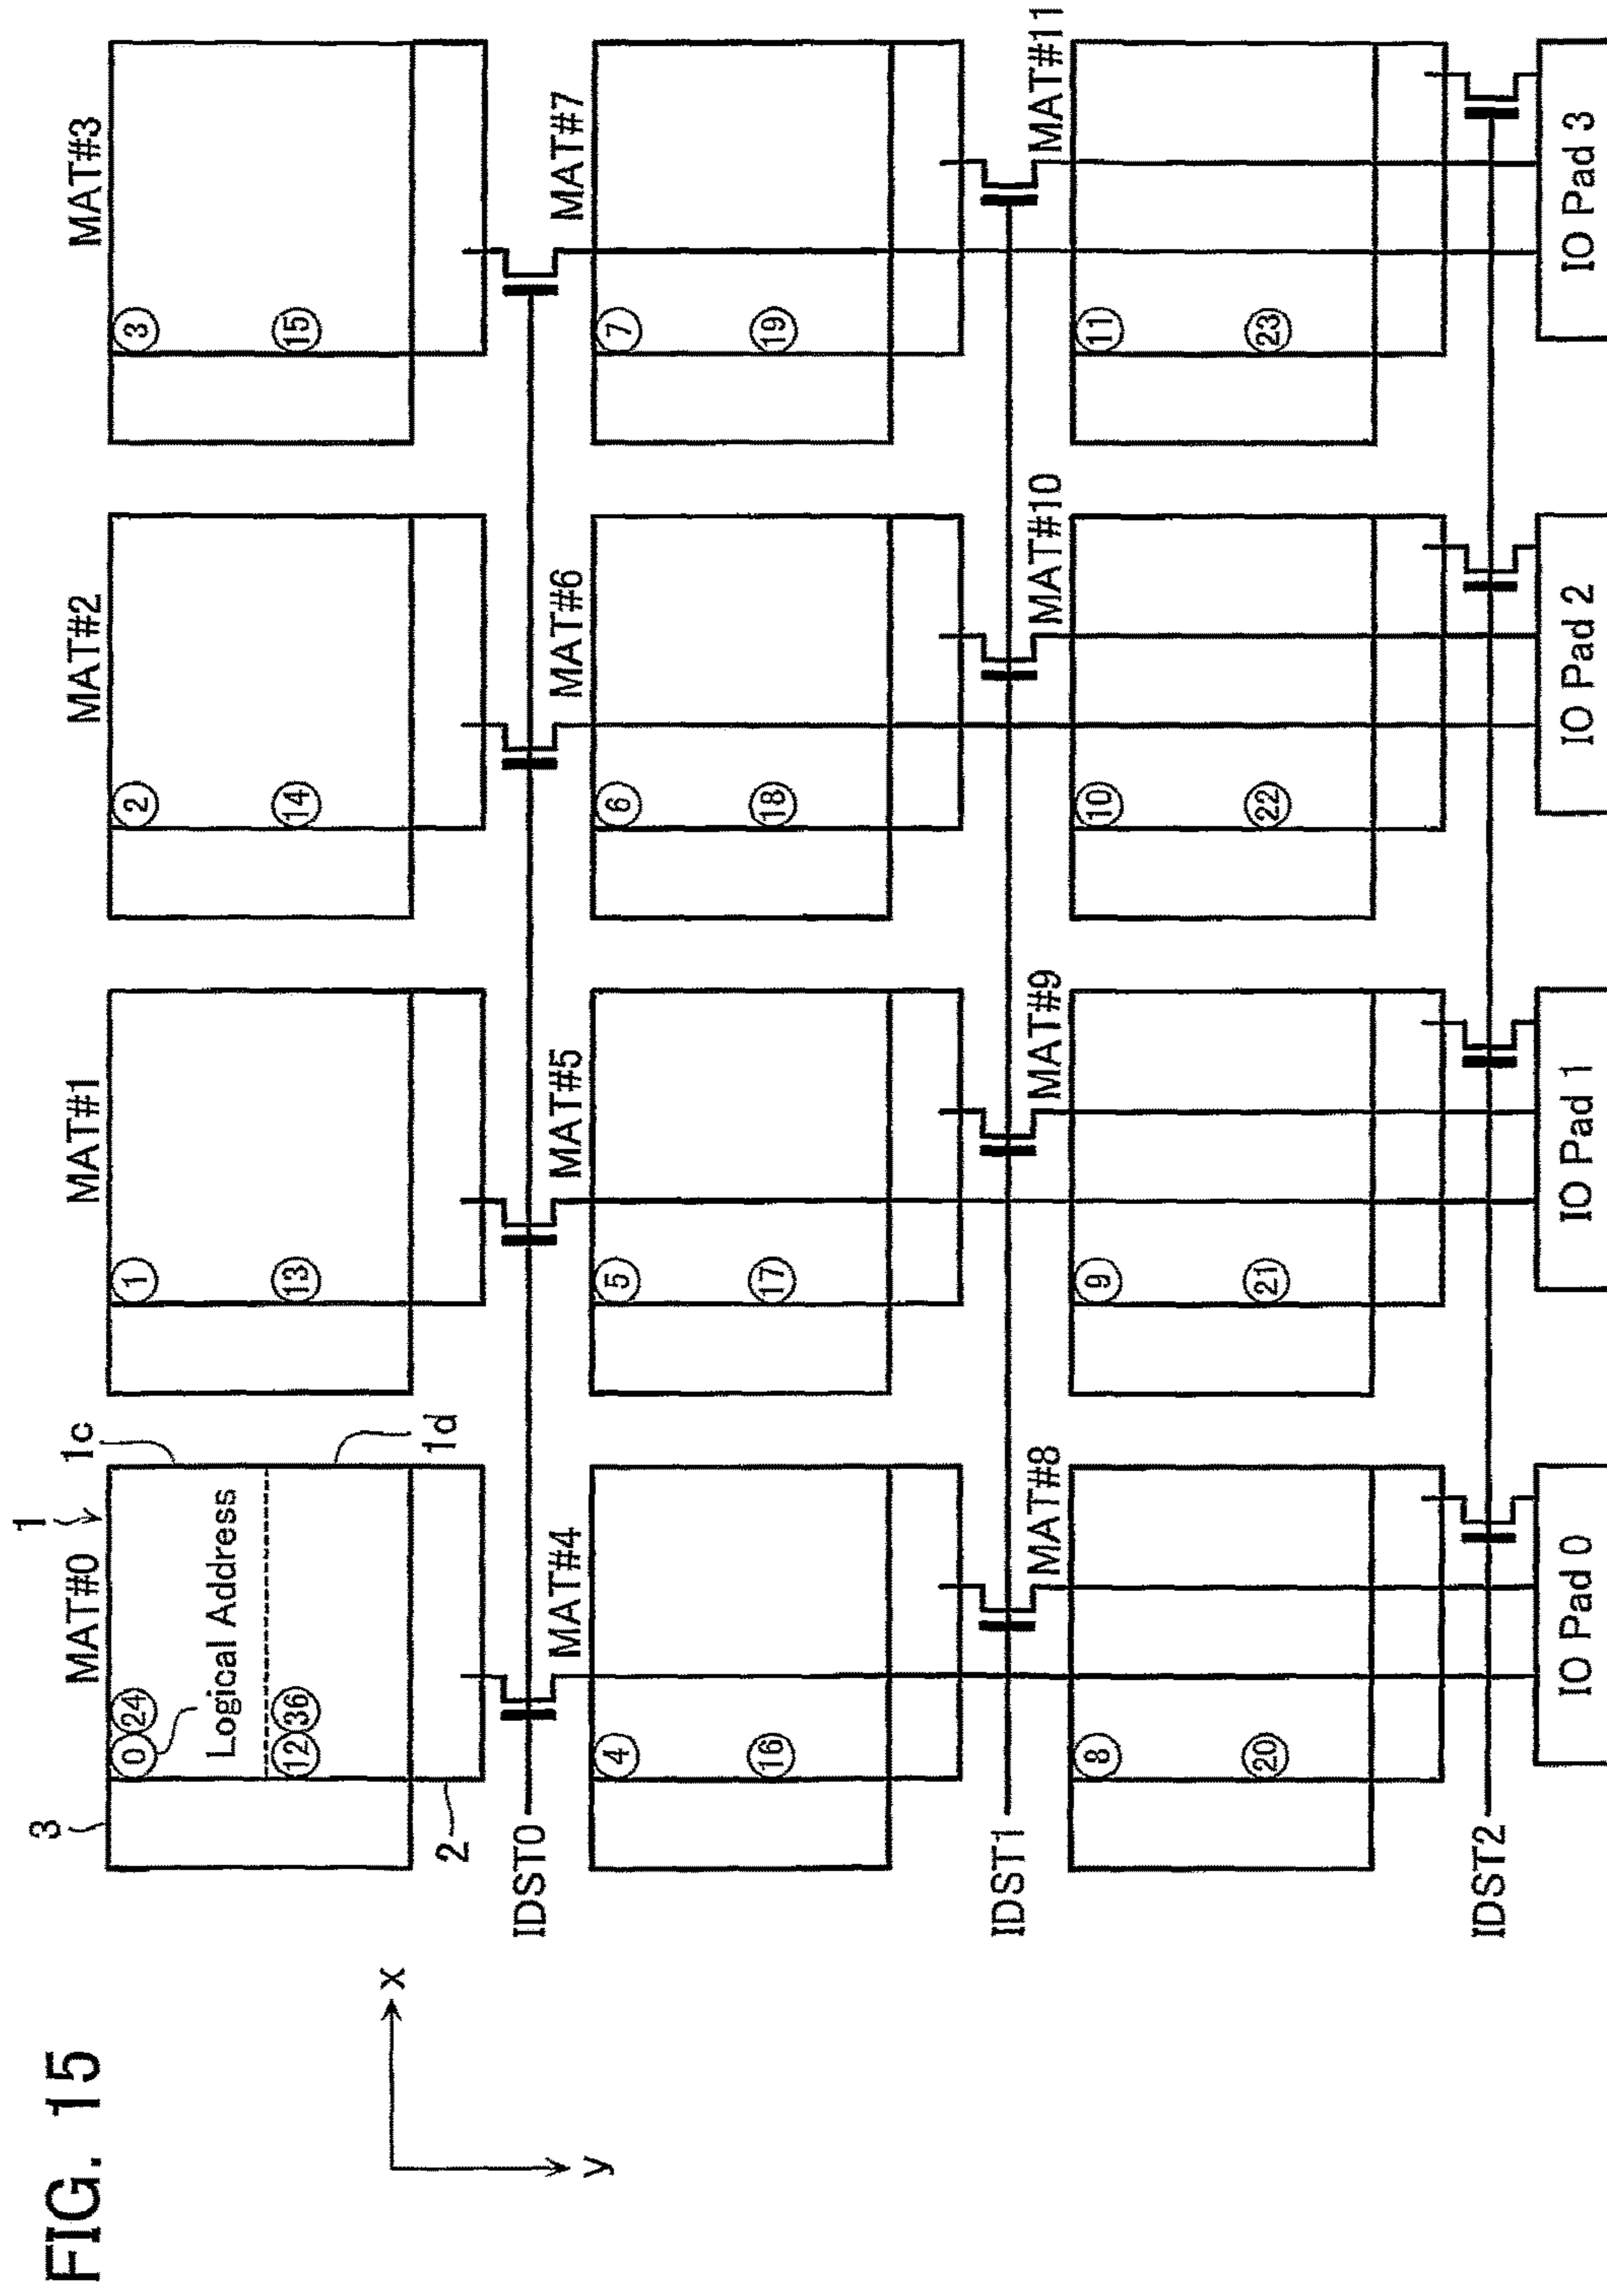 FIG. 15
x
y
MAT#0
1
1c
1d
3
2
0 24
Logical Address
12 36
MAT#1
1
13
MAT#2
2
14
MAT#3
3
15
IDST0
MAT#4
4
16
MAT#5
5
17
MAT#6
6
18
MAT#7
7
19
IDST1
MAT#8
8
20
MAT#9
9
21
MAT#10
10
22
MAT#11
11
23
IDST2
IO Pad 0
IO Pad 1
IO Pad 2
IO Pad 3